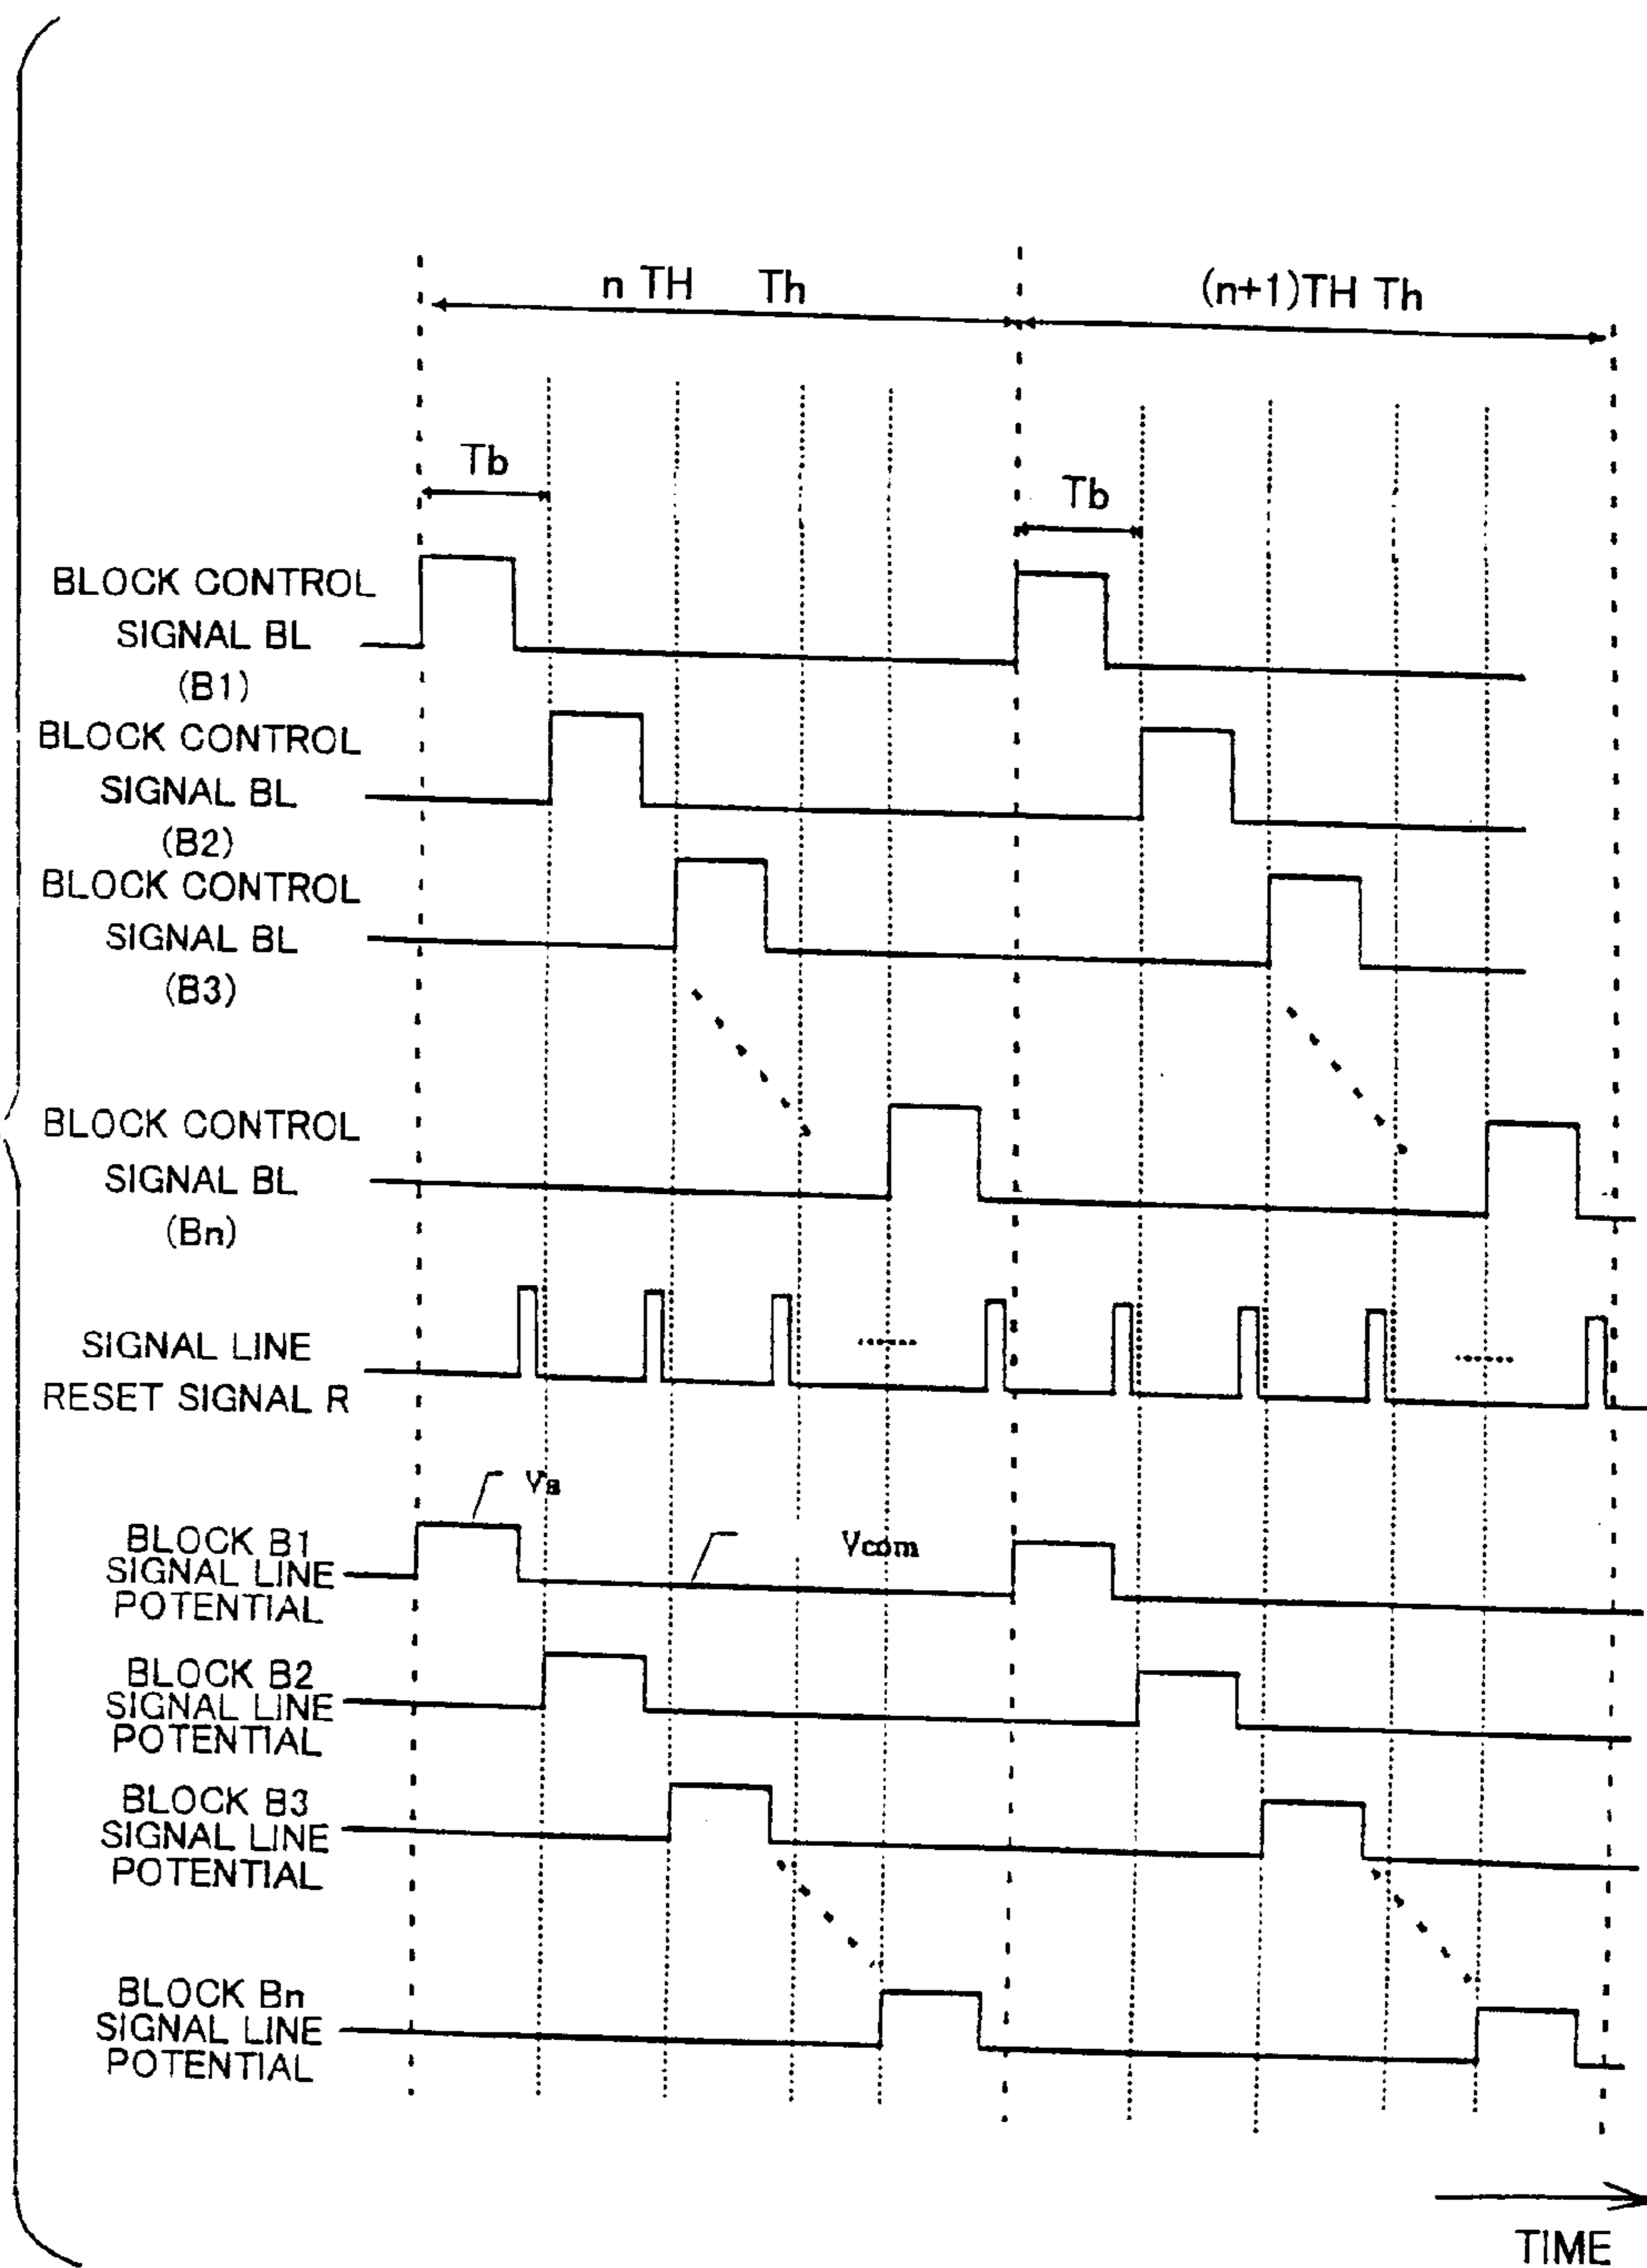 n TH Th
(n+1)TH Th
Tb
Tb
BLOCK CONTROL
SIGNAL BL
(B1)
BLOCK CONTROL
SIGNAL BL
(B2)
BLOCK CONTROL
SIGNAL BL
(B3)
BLOCK CONTROL
SIGNAL BL
(Bn)
SIGNAL LINE
RESET SIGNAL R
Vs
BLOCK B1
SIGNAL LINE
POTENTIAL
Vcom
BLOCK B2
SIGNAL LINE
POTENTIAL
BLOCK B3
SIGNAL LINE
POTENTIAL
BLOCK Bn
SIGNAL LINE
POTENTIAL
TIME